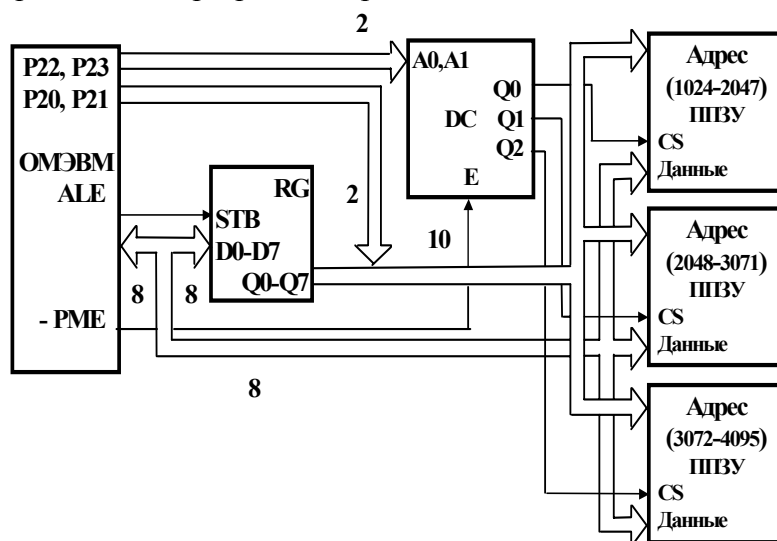 2
P22, P23
P20, P21
ОМЭВМ
ALE
- PME
8
8
8
RG
STB
D0-D7
Q0-Q7
2
10
A0,A1
Q0
DC
Q1
Q2
E
Адрес
(1024-2047)
ППЗУ
CS
Данные
Адрес
(2048-3071)
ППЗУ
CS
Данные
Адрес
(3072-4095)
ППЗУ
CS
Данные